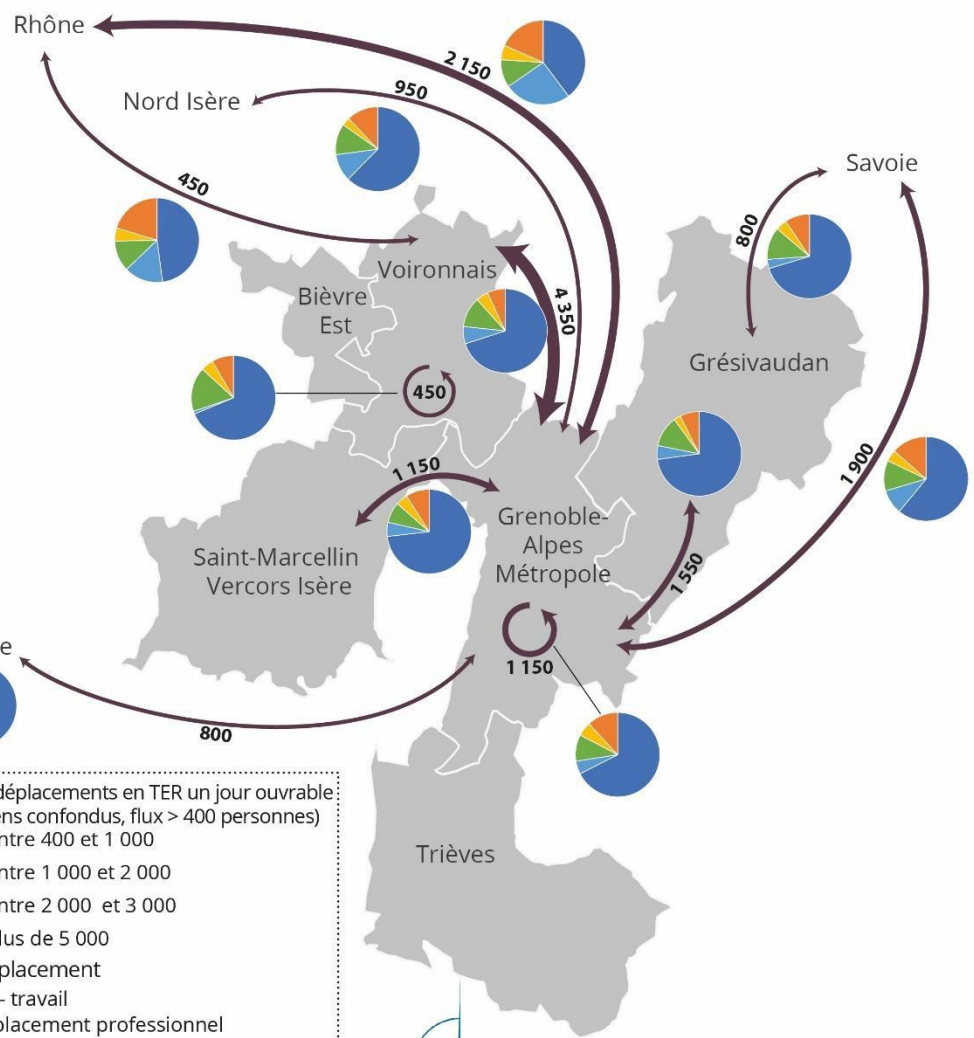 Rhône
2 150
950
Nord Isère
Savoie
450
800
Voironnais
Bièvre
Est
4 350
Grésivaudan
450
1 150
1 900
Grenoble-
Alpes
Métropole
Saint-Marcellin
Vercors Isère
1 550
e
1 150
800
déplacements en TER un jour ouvrable
ens confondus, flux > 400 personnes)
ntre 400 et 1 000
ntre 1 000 et 2 000
ntre 2 000 et 3 000
lus de 5 000
placement
- travail
placement professionnel
Trièves